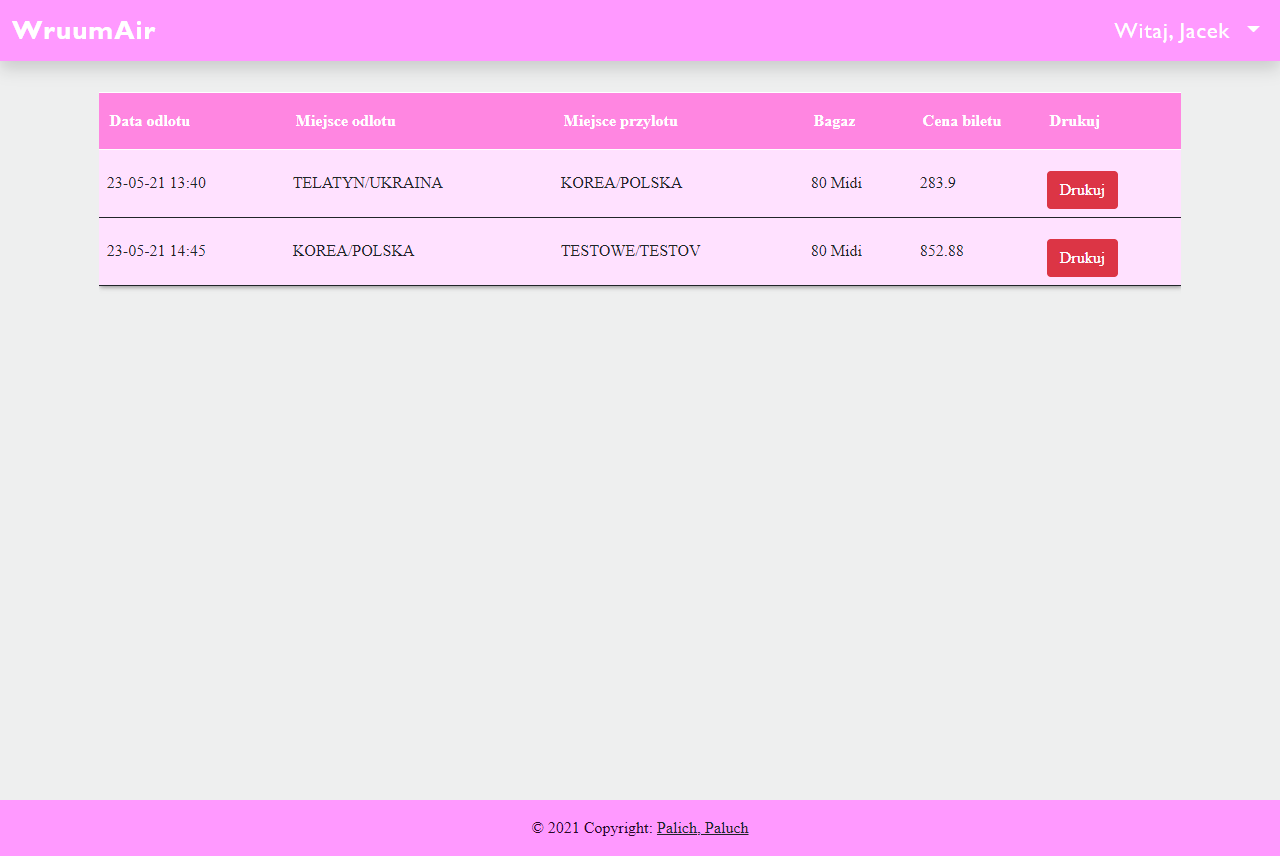 WruumAir Witaj, Jacek
Data odlotu Miejsce odlotu Miejsce przylotu Bagaz Cena biletu Drukuj
23-05-21 13:40 TELATYN/UKRAINA KOREA/POLSKA 80 Midi 283.9 Drukuj
23-05-21 14:45 KOREA/POLSKA TESTOWE/TESTOV 80 Midi 852.88 Drukuj
© 2021 Copyright: Palich, Paluch